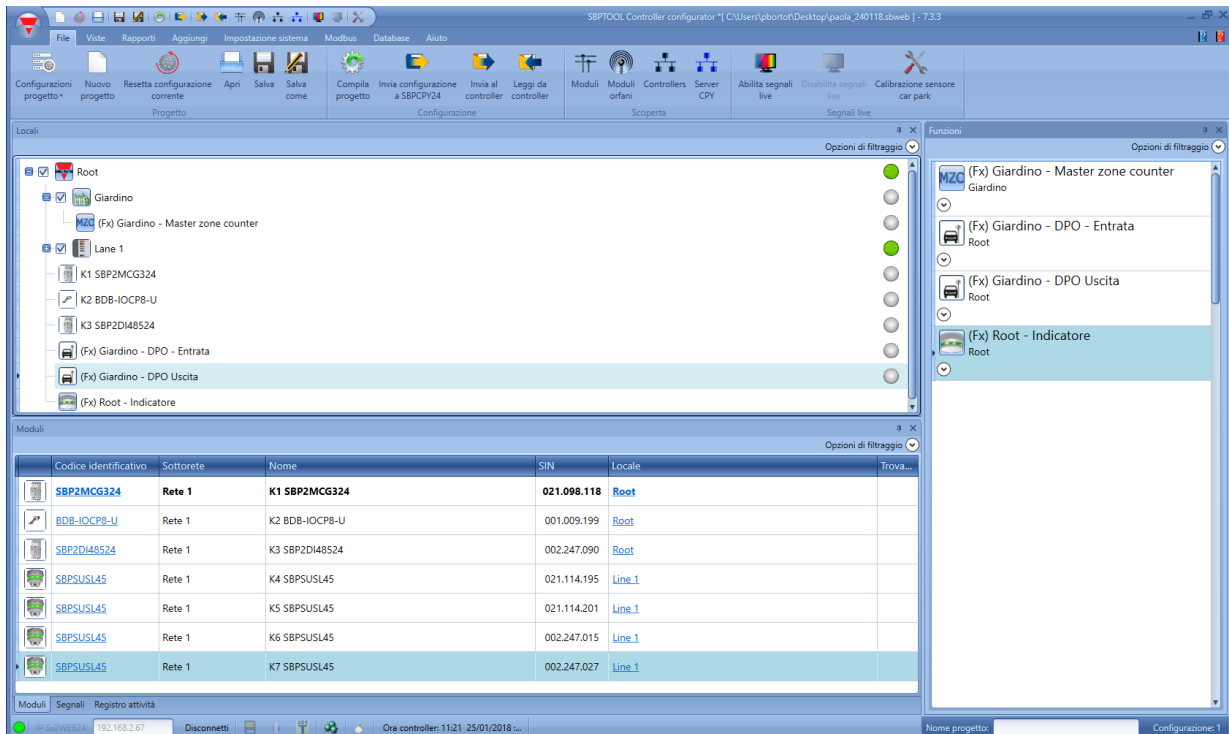 SBPTOOL Controller configurator *[ C:\Users\pbortot\Desktop\paola_240118.sbweb ] - 7.3.3
File Viste Rapporti Aggiungi Impostazione sistema Modbus Database Aiuto
Configurazioni progetto
Nuovo progetto
Resetta configurazione corrente
Apri
Salva
Salva come
Compila progetto
Invia configurazione a SBPCPY24
Invia al controller
Leggi da controller
Moduli
Moduli orfani
Controllers
Server CPY
Abilita segnali live
Disabilita segnali live
Calibrazione sensore car park
Progetto
Configurazione
Scoperta
Segnali live
Locali
Opzioni di filtraggio
Root
Giardino
MZC (Fx) Giardino - Master zone counter
Lane 1
K1 SBP2MCG324
K2 BDB-IOCP8-U
K3 SBP2DI48524
(Fx) Giardino - DPO - Entrata
(Fx) Giardino - DPO Uscita
(Fx) Root - Indicatore
Funzioni
Opzioni di filtraggio
MZC (Fx) Giardino - Master zone counter
Giardino
(Fx) Giardino - DPO - Entrata
Root
(Fx) Giardino - DPO Uscita
Root
(Fx) Root - Indicatore
Root
Moduli
Opzioni di filtraggio
Codice identificativo Sottorete Nome SIN Locale Trova...
SBP2MCG324 Rete 1 K1 SBP2MCG324 021.098.118 Root
BDB-IOCP8-U Rete 1 K2 BDB-IOCP8-U 001.009.199 Root
SBP2DI48524 Rete 1 K3 SBP2DI48524 002.247.090 Root
SBPSUSL45 Rete 1 K4 SBPSUSL45 021.114.195 Line 1
SBPSUSL45 Rete 1 K5 SBPSUSL45 021.114.201 Line 1
SBPSUSL45 Rete 1 K6 SBPSUSL45 002.247.015 Line 1
SBPSUSL45 Rete 1 K7 SBPSUSL45 002.247.027 Line 1
Moduli Segnali Registro attività
IP Sx2WEB24: 192.168.2.67 Disconnetti Ora controller: 11:21 25/01/2018 :...
Nome progetto: Configurazione: 1